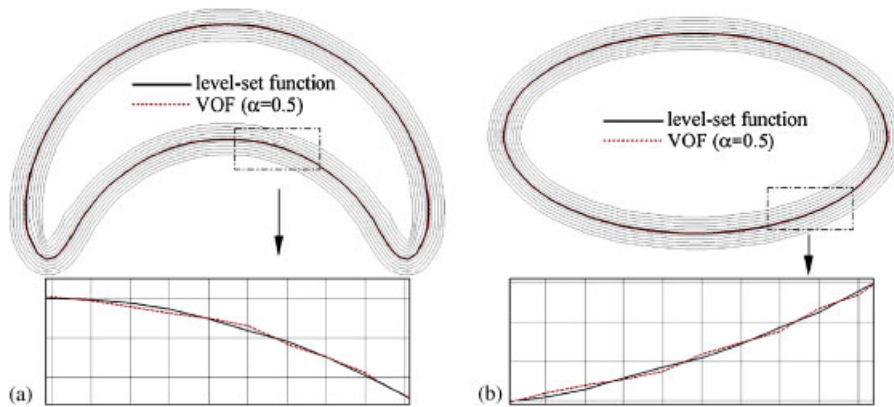 level-set function
VOF (α=0.5)
level-set function
VOF (α=0.5)
(a)
(b)